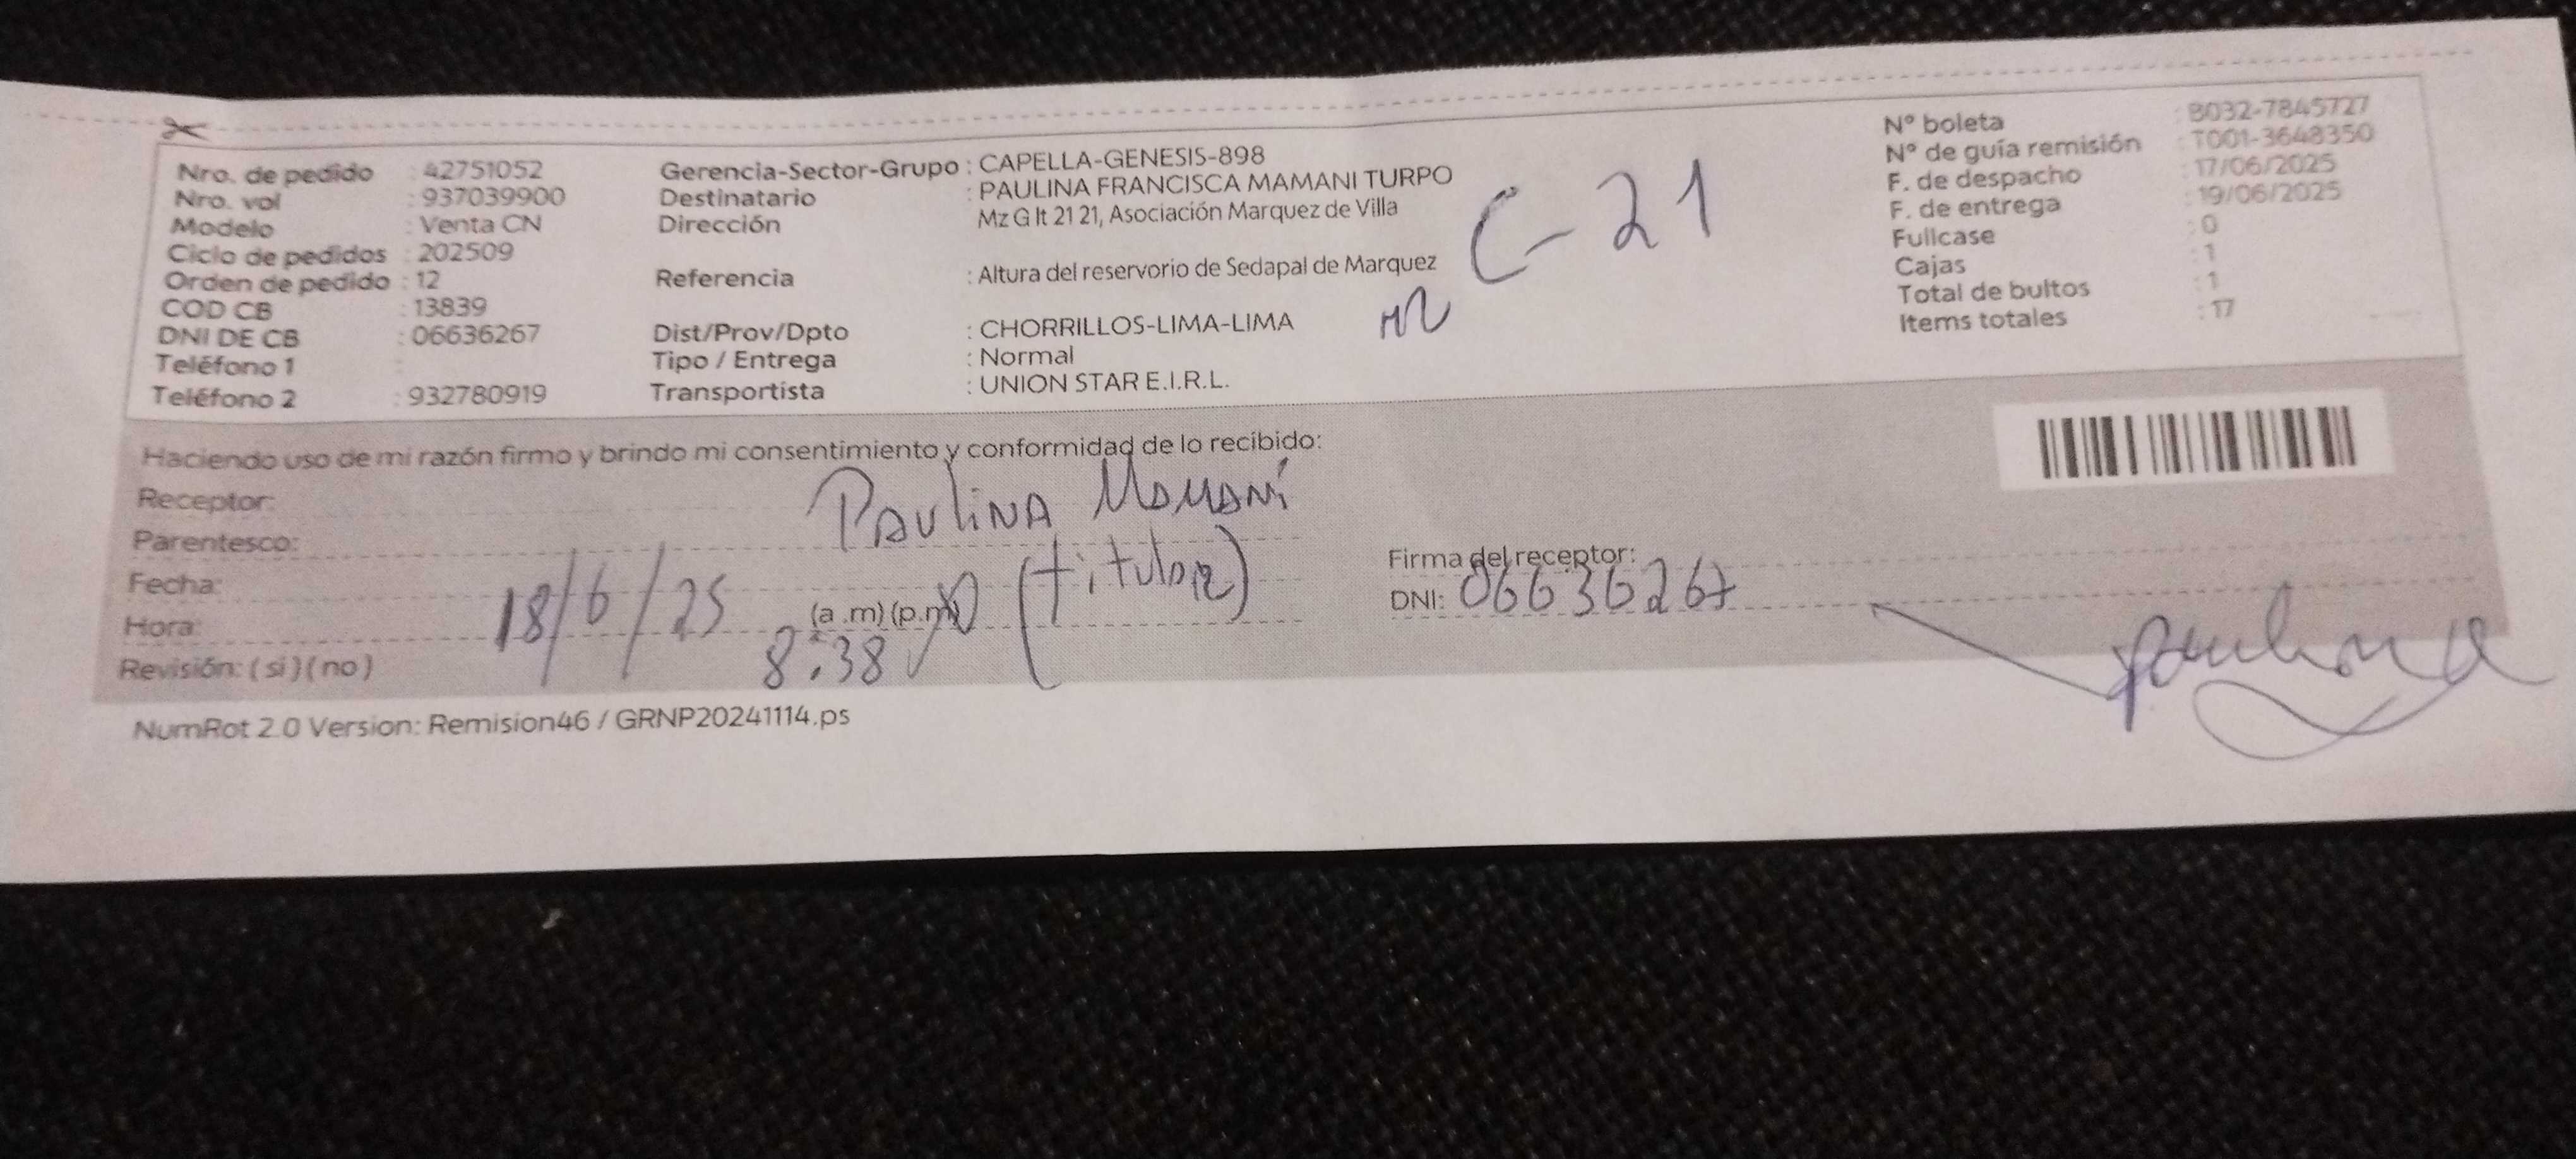 Nro. de pedido : 42751052
Nro. vol : 937039900
Modelo : Venta CN
Ciclo de pedidos : 202509
Orden de pedido : 12
COD CB : 13839
DNI DE CB : 06636267
Teléfono 1 :
Teléfono 2 : 932780919
Gerencia-Sector-Grupo : CAPELLA-GENESIS-898
Destinatario : PAULINA FRANCISCA MAMANI TURPO
Dirección Mz G lt 21 21, Asociación Marquez de Villa
Referencia : Altura del reservorio de Sedapal de Marquez
Dist/Prov/Dpto : CHORRILLOS-LIMA-LIMA
Tipo / Entrega : Normal
Transportista : UNION STAR E.I.R.L.
C-21
N° boleta : B032-7845727
N° de guía remisión : T001-3648350
F. de despacho : 17/06/2025
F. de entrega : 19/06/2025
Fullcase : 0
Cajas : 1
Total de bultos : 1
Items totales : 17
Haciendo uso de mi razón firmo y brindo mi consentimiento y conformidad de lo recibido:
Receptor: PAULINA MAMANI
Parentesco: (titular)
Fecha: 18/6/25
Hora: (a .m) (p.m) 8:38
Revisión: ( si ) ( no )
Firma del receptor:
DNI: 06636267
Paulina
NumRot 2.0 Version: Remision46 / GRNP20241114.ps